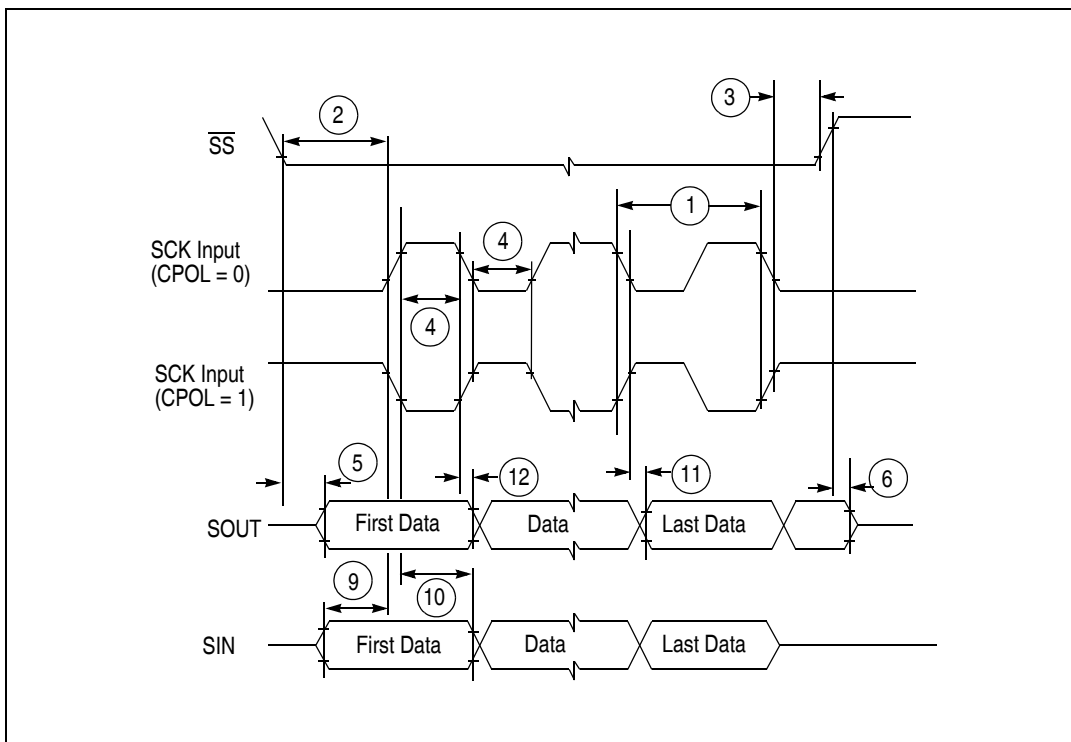 3
2
SS
1
SCK Input
(CPOL = 0)
4
4
SCK Input
(CPOL = 1)
5
12
11
6
SOUT
First Data
Data
Last Data
9
10
SIN
First Data
Data
Last Data